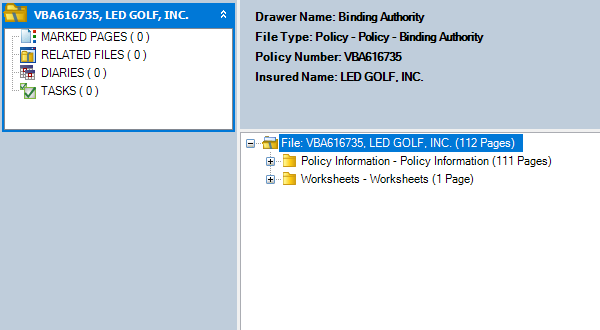 VBA616735, LED GOLF, INC.
MARKED PAGES ( 0 )
RELATED FILES ( 0 )
DIARIES ( 0 )
TASKS ( 0 )
Drawer Name: Binding Authority
File Type: Policy - Policy - Binding Authority
Policy Number: VBA616735
Insured Name: LED GOLF, INC.
File: VBA616735, LED GOLF, INC. (112 Pages)
Policy Information - Policy Information (111 Pages)
Worksheets - Worksheets (1 Page)